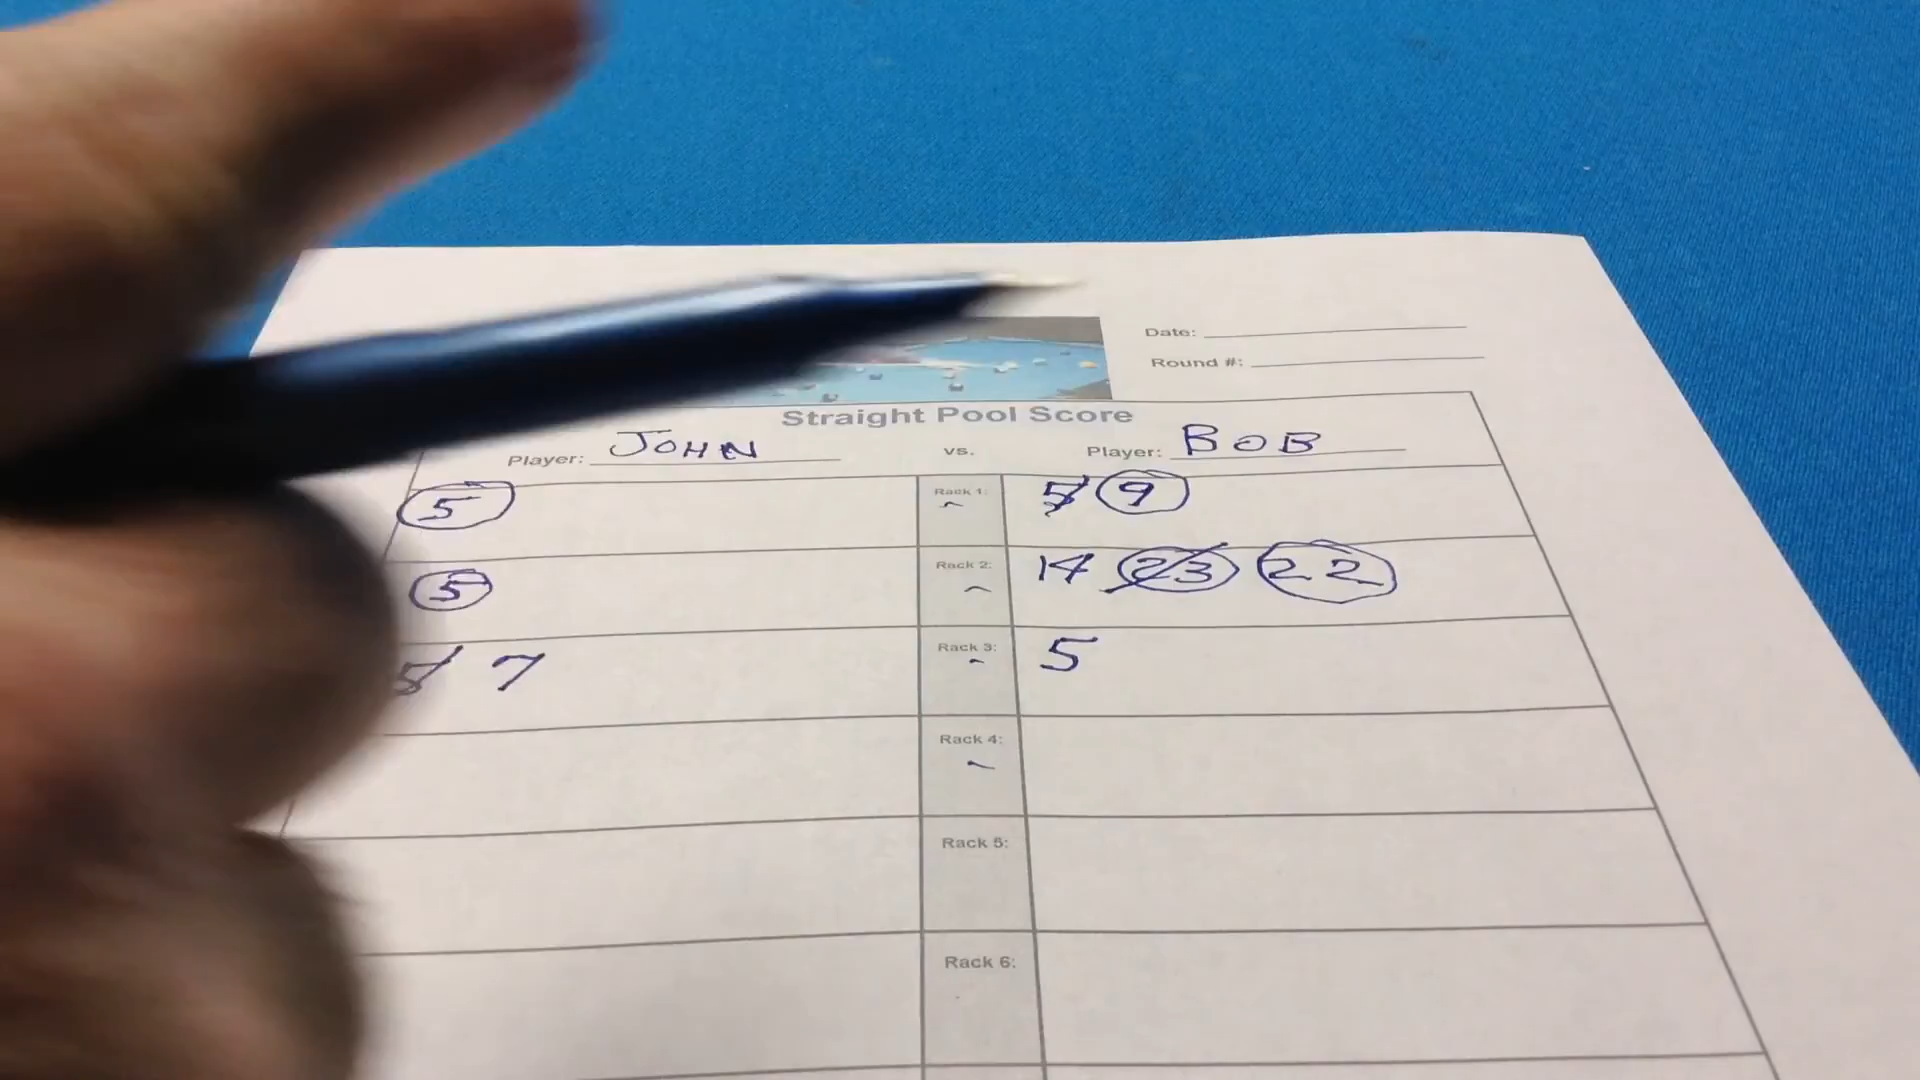 Date:
Round #:
Straight Pool Score
Player: JOHN vs. Player: BOB
5 Rack 1: 5 9
5 Rack 2: 14 23 22
5 7 Rack 3: 5
Rack 4:
Rack 5:
Rack 6: